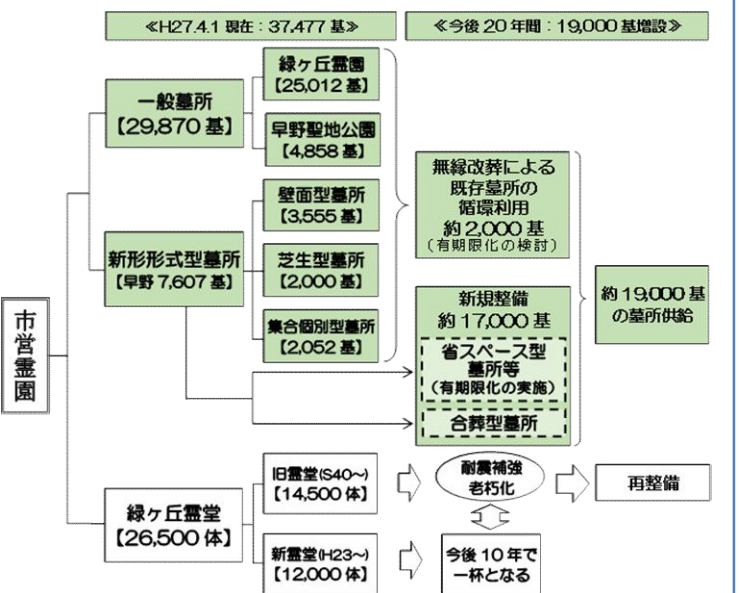 ≪H27.4.1 現在：37,477 基≫
≪今後 20 年間：19,000 基増設≫
市営霊園
一般墓所
【29,870 基】
緑ヶ丘霊園
【25,012 基】
早野聖地公園
【4,858 基】
新形形式型墓所
【早野 7,607 基】
壁面型墓所
【3,555 基】
芝生型墓所
【2,000 基】
集合個別型墓所
【2,052 基】
無縁改葬による
既存墓所の
循環利用
約 2,000 基
（有期限化の検討）
新規整備
約 17,000 基
省スペース型
墓所等
（有期限化の実施）
合葬型墓所
約 19,000 基
の墓所供給
緑ヶ丘霊堂
【26,500 体】
旧霊堂(S40～)
【14,500 体】
新霊堂(H23～)
【12,000 体】
耐震補強
老朽化
再整備
今後 10 年で
一杯となる